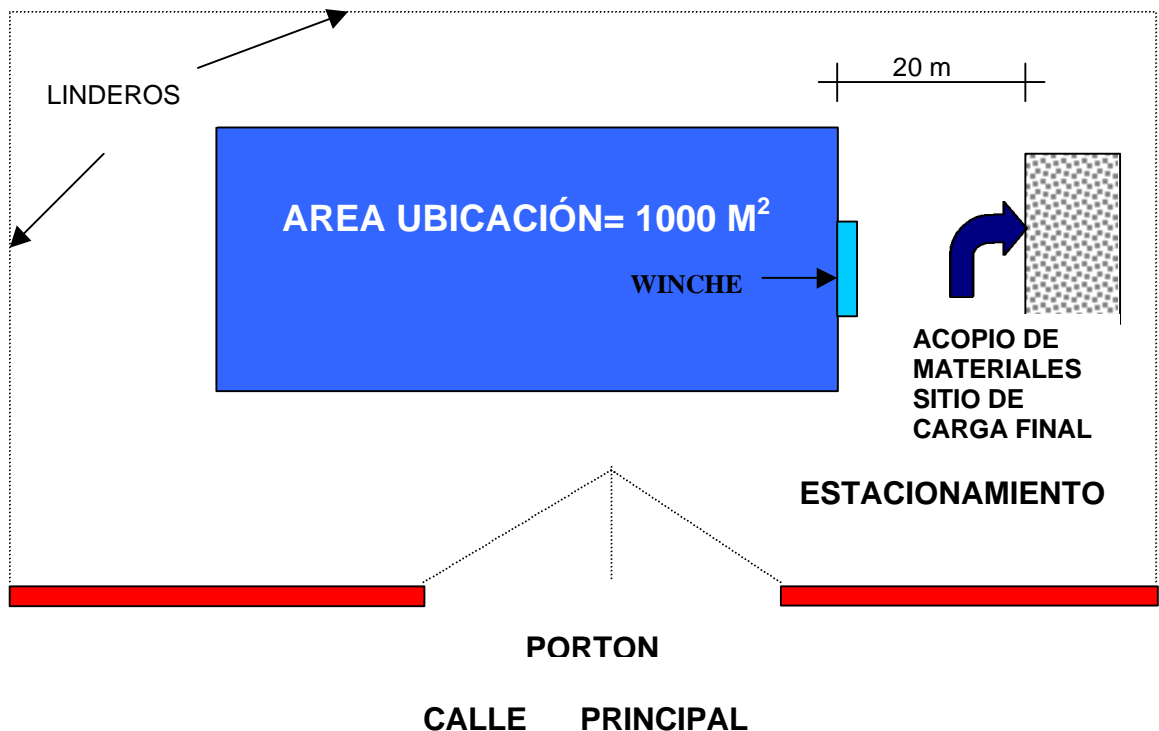 20 m
LINDEROS
AREA UBICACIÓN= 1000 M²
WINCHE
ACOPIO DE
MATERIALES
SITIO DE
CARGA FINAL
ESTACIONAMIENTO
PORTON
CALLE PRINCIPAL